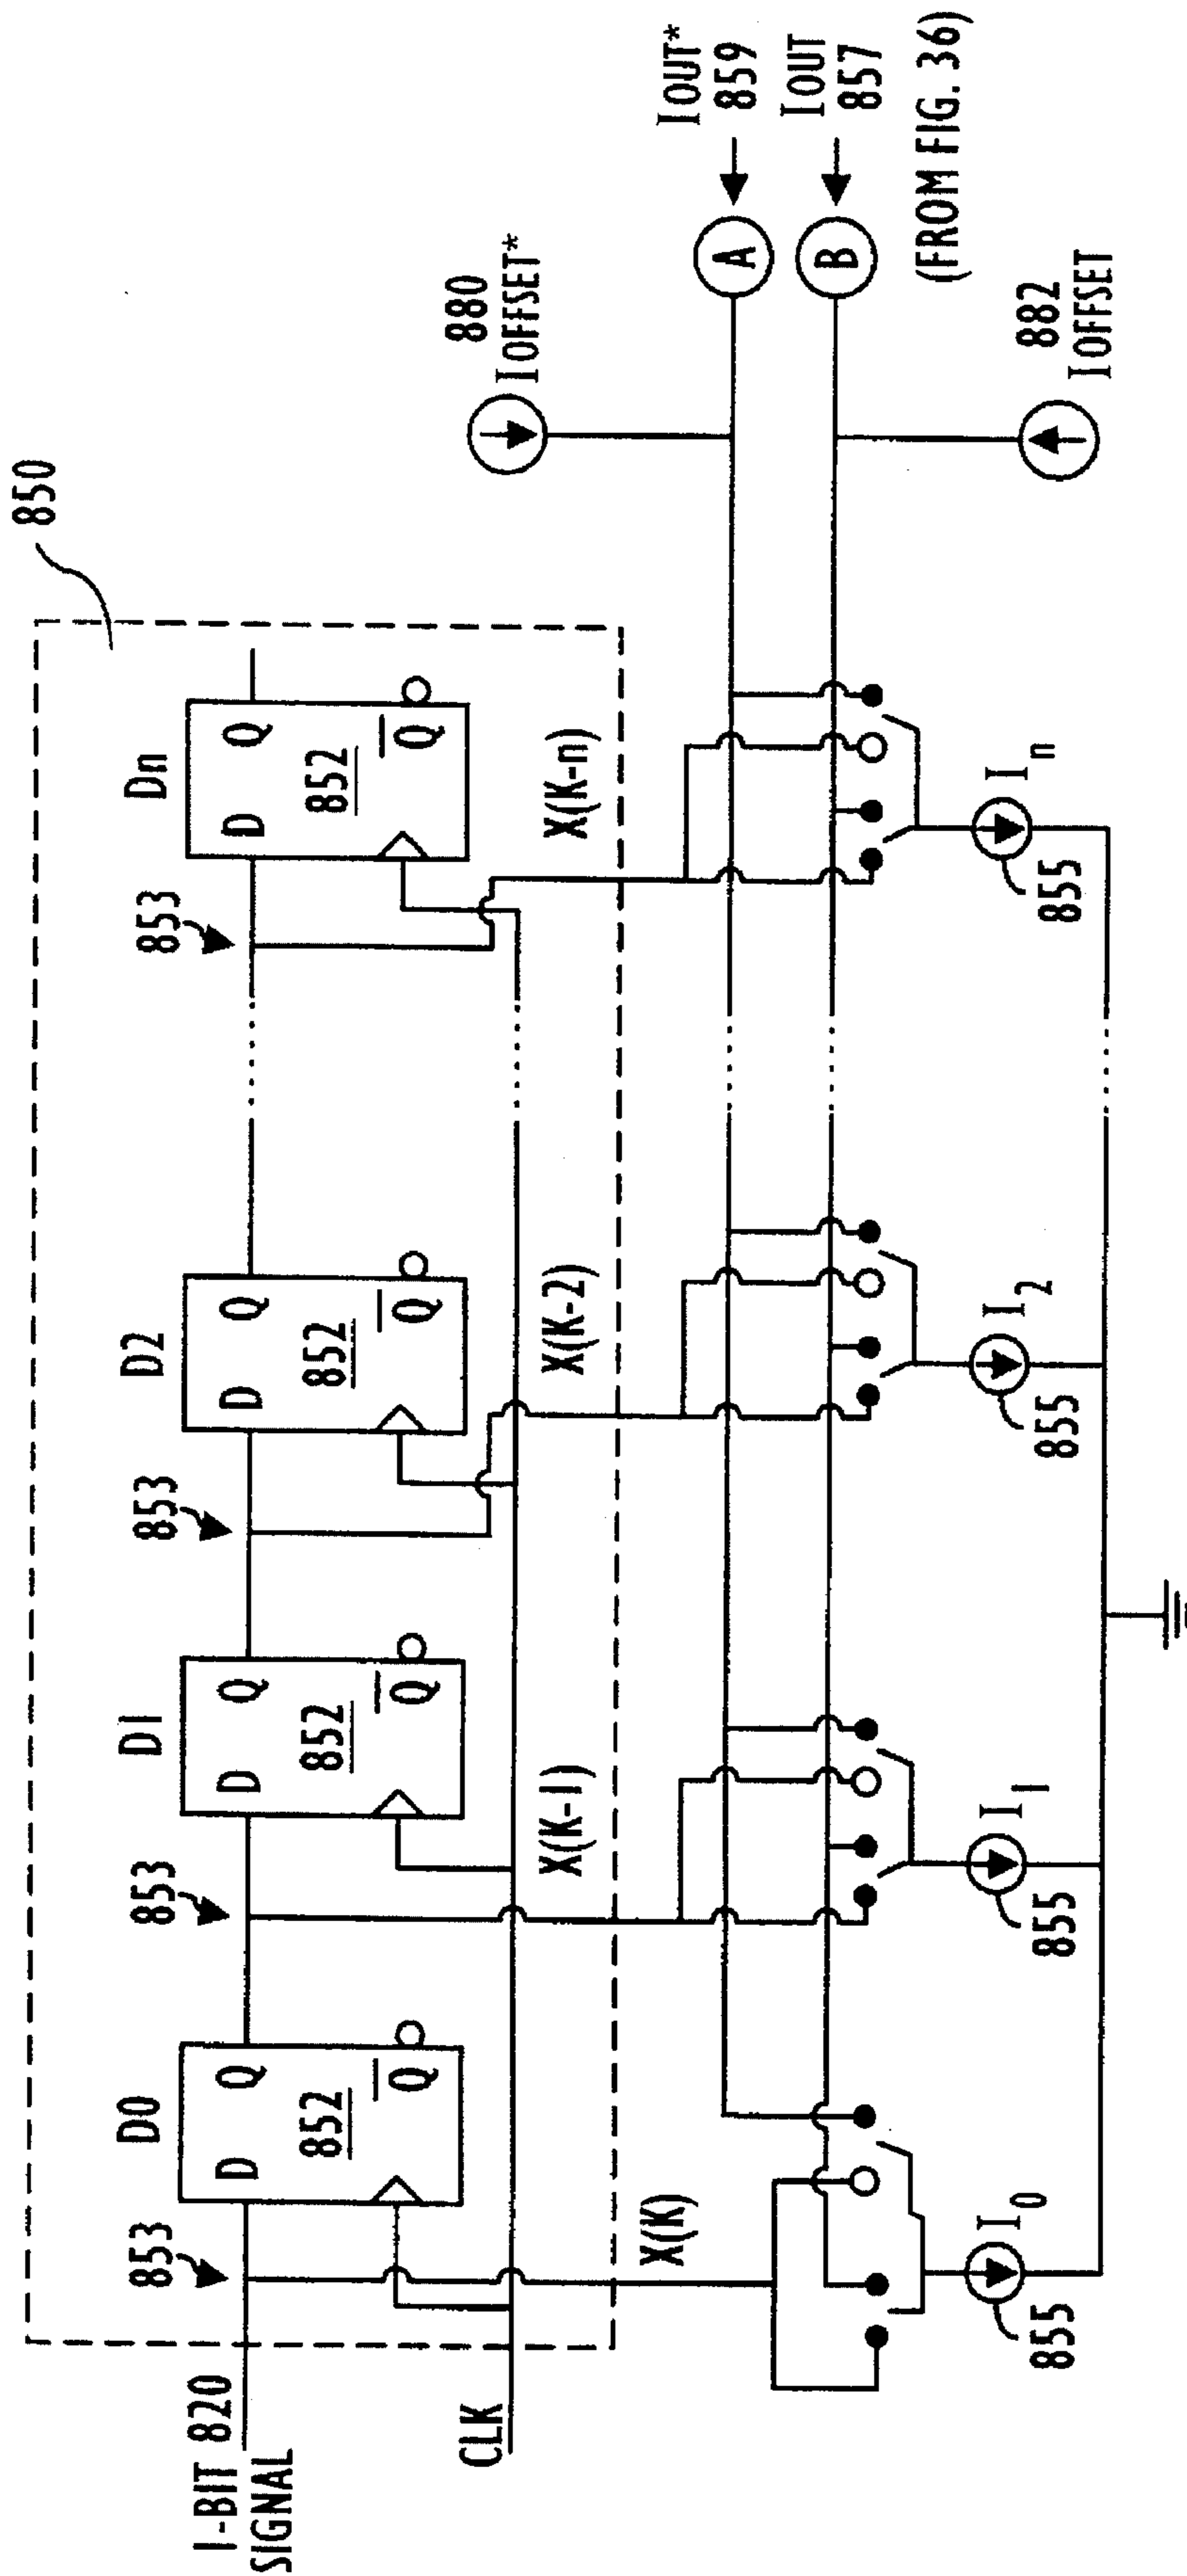 850
D0
D1
D2
Dn
853
853
853
853
D Q
852
Q
D Q
852
Q
D Q
852
Q
D Q
852
Q
1-BIT 820
SIGNAL
CLK
X(K)
X(K-1)
X(K-2)
X(K-n)
880
IOFFSET*
A
IOUT*
859
B
IOUT
857
(FROM FIG. 36)
882
IOFFSET
I0
855
I1
855
I2
855
In
855